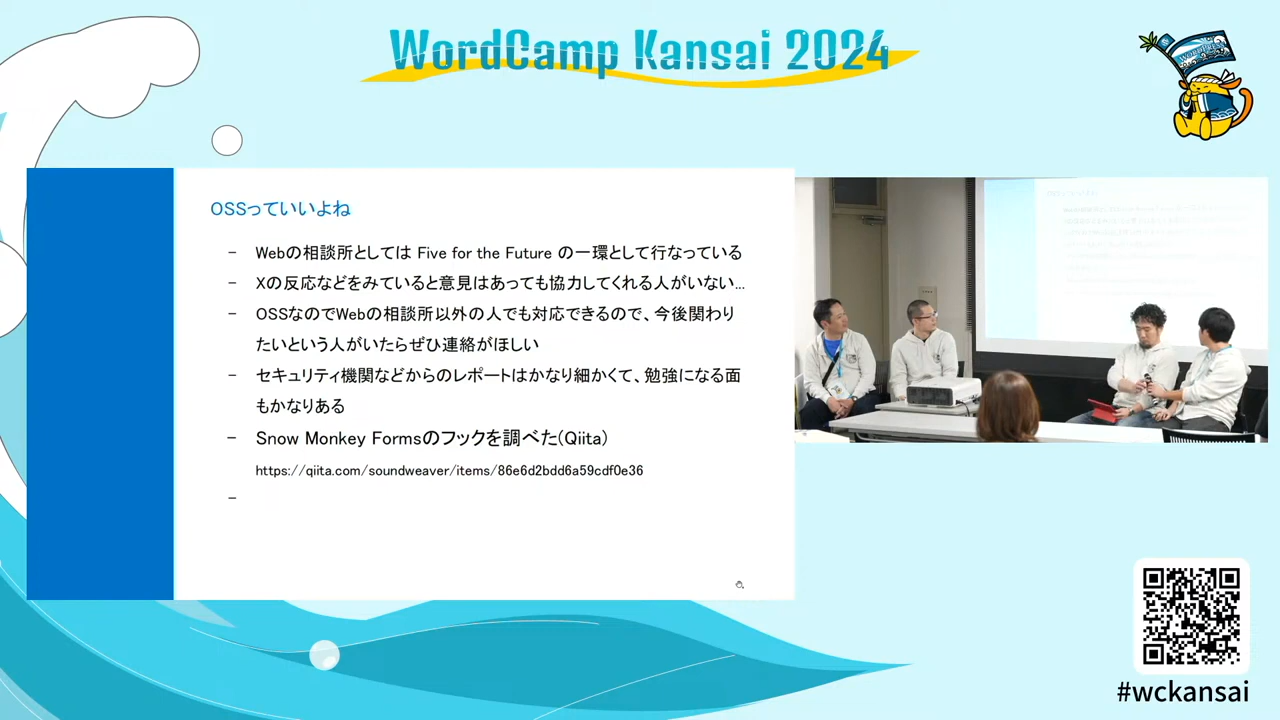 WordCamp Kansai 2024
WORDPRESS
OSSっていいよね
- Webの相談所としては Five for the Future の一環として行なっている
- Xの反応などをみていると意見はあっても協力してくれる人がいない...
- OSSなのでWebの相談所以外の人でも対応できるので、今後関わり
たいという人がいたらぜひ連絡がほしい
- セキュリティ機関などからのレポートはかなり細かくて、勉強になる面
もかなりある
- Snow Monkey Formsのフックを調べた(Qiita)
https://qiita.com/soundweaver/items/86e6d2bdd6a59cdf0e36
-
#wckansai